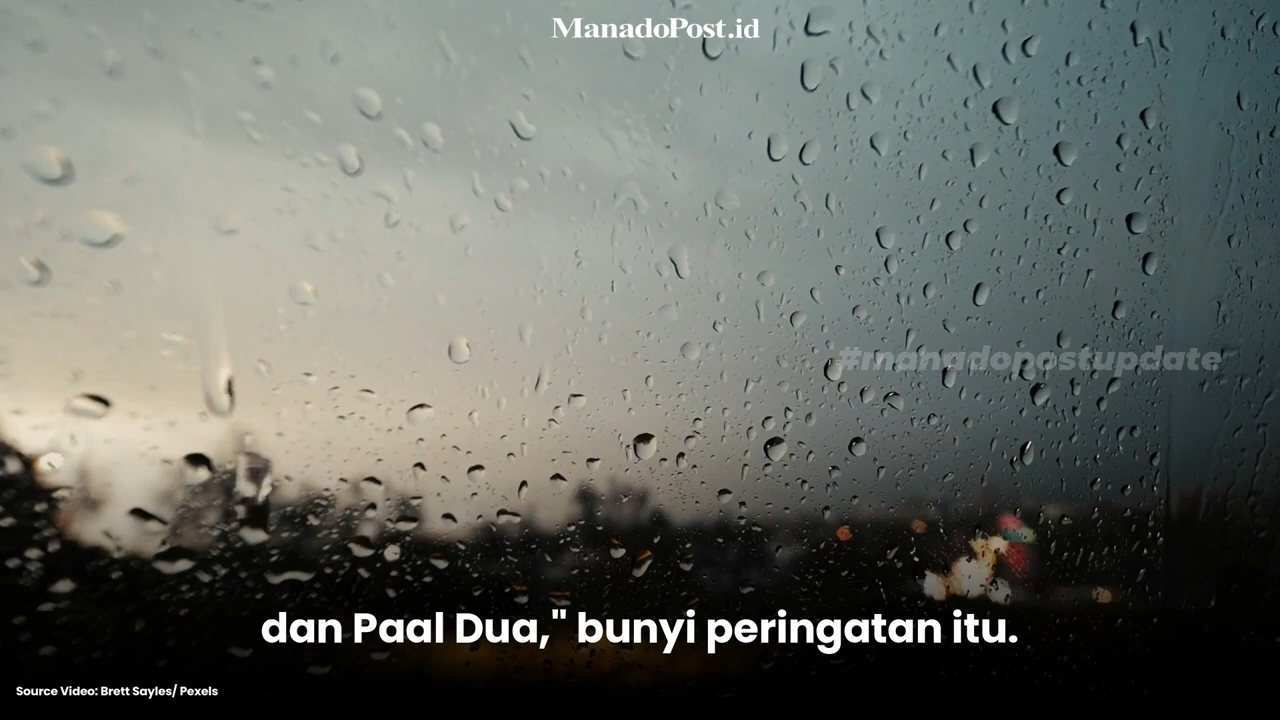 ManadoPost.id
#manadopostupdate
dan Paal Dua," bunyi peringatan itu.
Source Video: Brett Sayles/ Pexels